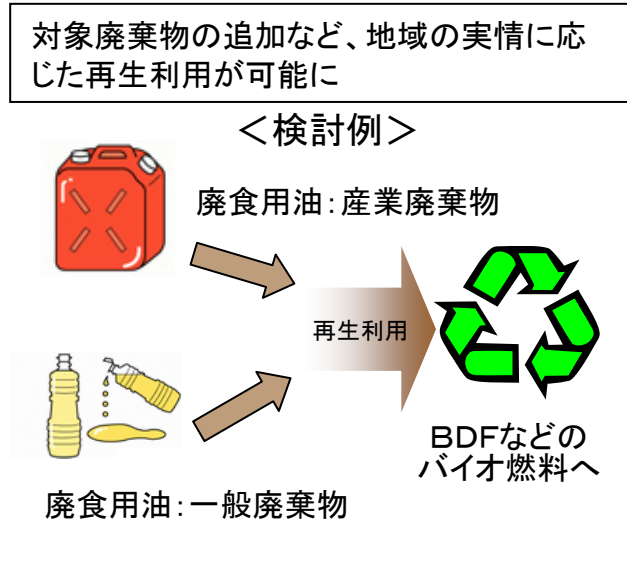 対象廃棄物の追加など、地域の実情に応
じた再生利用が可能に
＜検討例＞
廃食用油：産業廃棄物
再生利用
ＢＤＦなどの
バイオ燃料へ
廃食用油：一般廃棄物